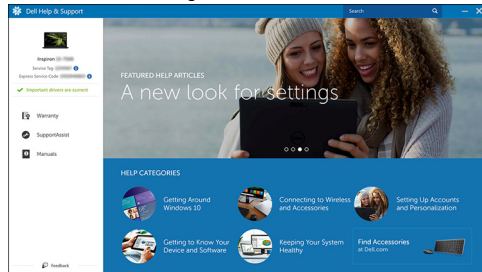 Dell Help & Support
Search
Inspiron
Service Tag
Express Service Code
Important drivers are current
Warranty
SupportAssist
Manuals
Feedback
FEATURED HELP ARTICLES
A new look for settings
HELP CATEGORIES
Getting Around
Windows 10
Connecting to Wireless
and Accessories
Setting Up Accounts
and Personalization
Getting to Know Your
Device and Software
Keeping Your System
Healthy
Find Accessories
at Dell.com